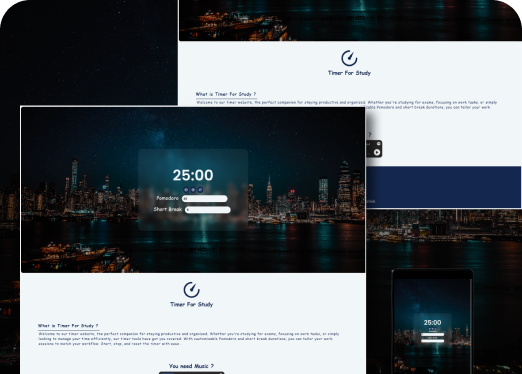 Timer For Study
What is Timer For Study ?
Welcome to our timer website, the perfect companion for staying productive and organized. Whether you're studying for exams, focusing on work tasks, or simply
customizable Pomodoro and short break durations, you can tailor your work
?
25:00
Pomodoro
Short Break
Timer For Study
What is Timer For Study ?
Welcome to our timer website, the perfect companion for staying productive and organized. Whether you're studying for exams, focusing on work tasks, or simply
looking to manage your time efficiently, our timer tools have got you covered. With customizable Pomodoro and short break durations, you can tailor your work
sessions to match your workflow. Start, stop, and reset the timer with ease.
You need Music ?
25:00